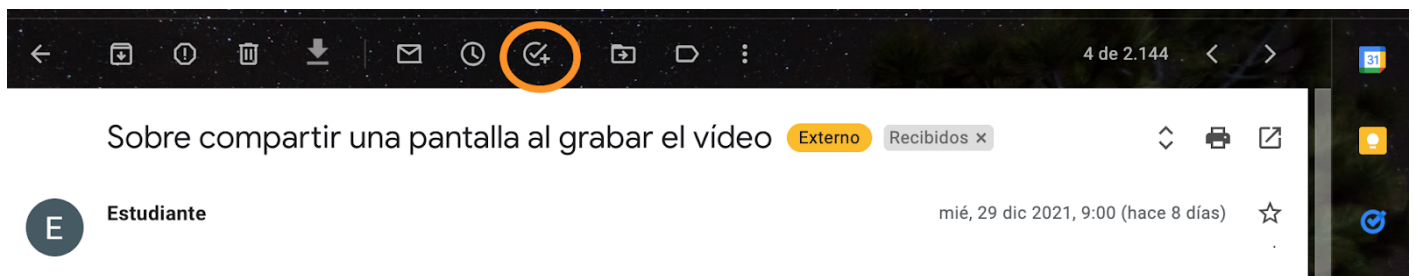 4 de 2.144
31
Sobre compartir una pantalla al grabar el vídeo Externo Recibidos ×
E
Estudiante mié, 29 dic 2021, 9:00 (hace 8 días)